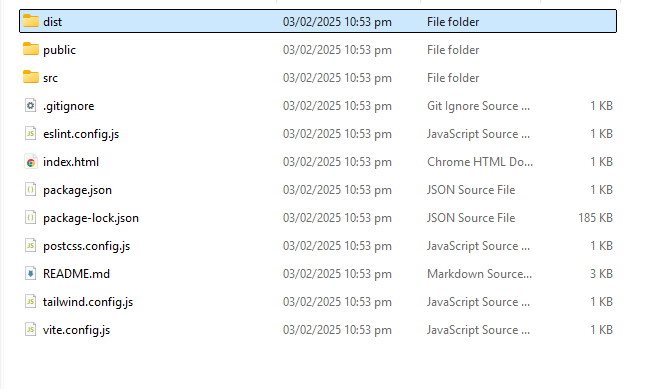 dist 03/02/2025 10:53 pm File folder
public 03/02/2025 10:53 pm File folder
src 03/02/2025 10:53 pm File folder
.gitignore 03/02/2025 10:53 pm Git Ignore Source ... 1 KB
eslint.config.js 03/02/2025 10:53 pm JavaScript Source ... 1 KB
index.html 03/02/2025 10:53 pm Chrome HTML Do... 1 KB
package.json 03/02/2025 10:53 pm JSON Source File 1 KB
package-lock.json 03/02/2025 10:53 pm JSON Source File 185 KB
postcss.config.js 03/02/2025 10:53 pm JavaScript Source ... 1 KB
README.md 03/02/2025 10:53 pm Markdown Source... 3 KB
tailwind.config.js 03/02/2025 10:53 pm JavaScript Source ... 1 KB
vite.config.js 03/02/2025 10:53 pm JavaScript Source ... 1 KB